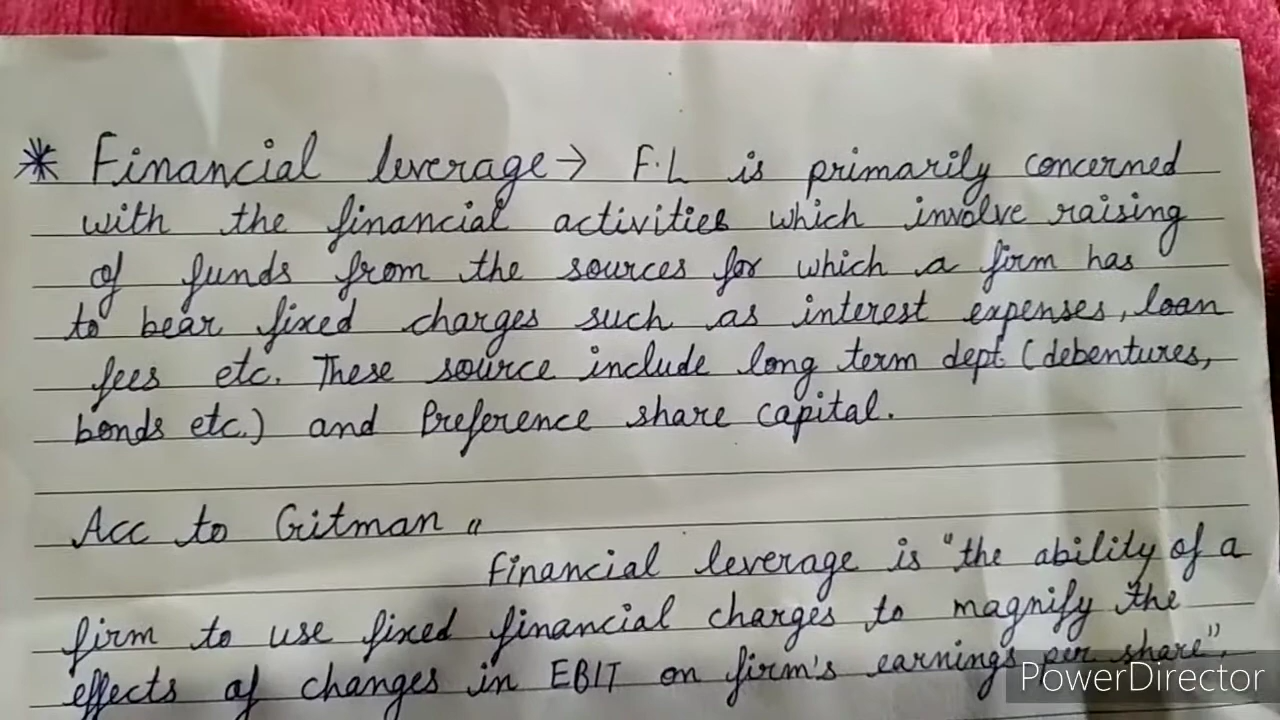 * Financial leverage → F.L is primarily concerned
with the financial activities which involve raising
of funds from the sources for which a firm has
to bear fixed charges such as interest expenses, loan
fees etc. These source include long term dept (debentures,
bonds etc.) and Preference share capital.
Acc to Gitman "
Financial leverage is "the ability of a
firm to use fixed financial charges to magnify the
effects of changes in EBIT on firm's earnings per share".
PowerDirector